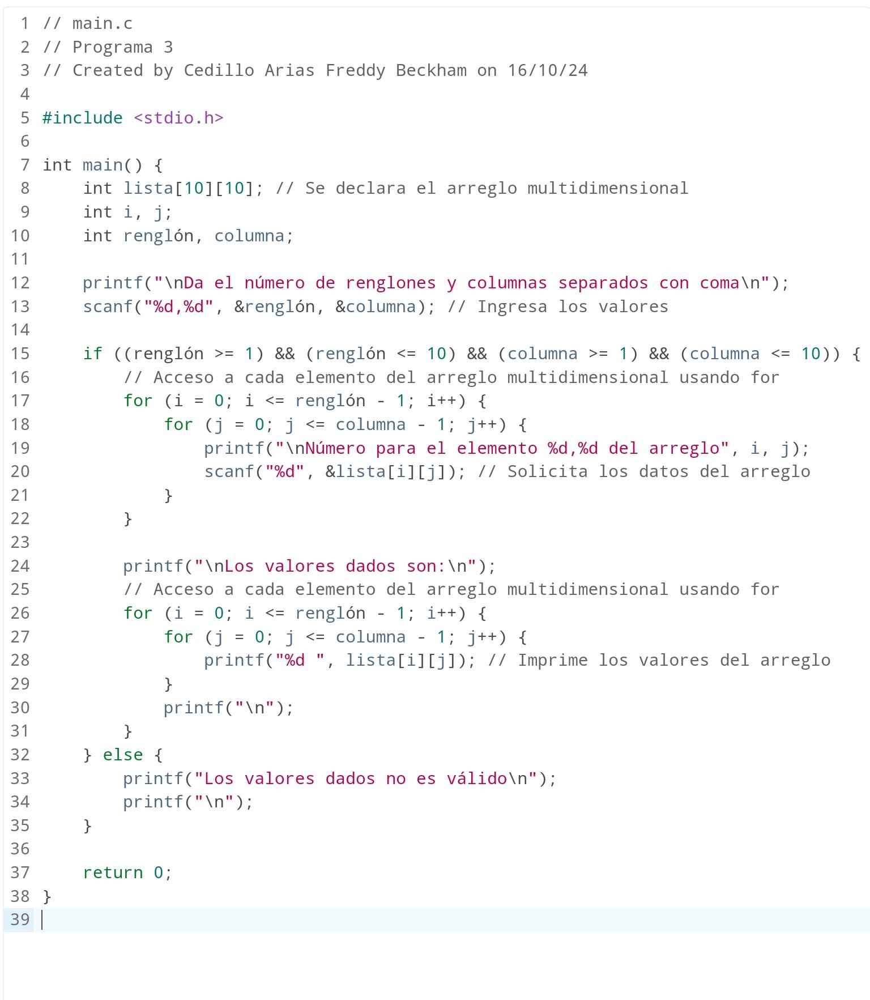 1 // main.c
2 // Programa 3
3 // Created by Cedillo Arias Freddy Beckham on 16/10/24
4
5 #include <stdio.h>
6
7 int main() {
8     int lista[10][10]; // Se declara el arreglo multidimensional
9     int i, j;
10     int renglón, columna;
11
12     printf("\nDa el número de renglones y columnas separados con coma\n");
13     scanf("%d,%d", &renglón, &columna); // Ingresa los valores
14
15     if ((renglón >= 1) && (renglón <= 10) && (columna >= 1) && (columna <= 10)) {
16         // Acceso a cada elemento del arreglo multidimensional usando for
17         for (i = 0; i <= renglón - 1; i++) {
18             for (j = 0; j <= columna - 1; j++) {
19                 printf("\nNúmero para el elemento %d,%d del arreglo", i, j);
20                 scanf("%d", &lista[i][j]); // Solicita los datos del arreglo
21             }
22         }
23
24         printf("\nLos valores dados son:\n");
25         // Acceso a cada elemento del arreglo multidimensional usando for
26         for (i = 0; i <= renglón - 1; i++) {
27             for (j = 0; j <= columna - 1; j++) {
28                 printf("%d ", lista[i][j]); // Imprime los valores del arreglo
29             }
30             printf("\n");
31         }
32     } else {
33         printf("Los valores dados no es válido\n");
34         printf("\n");
35     }
36
37     return 0;
38 }
39